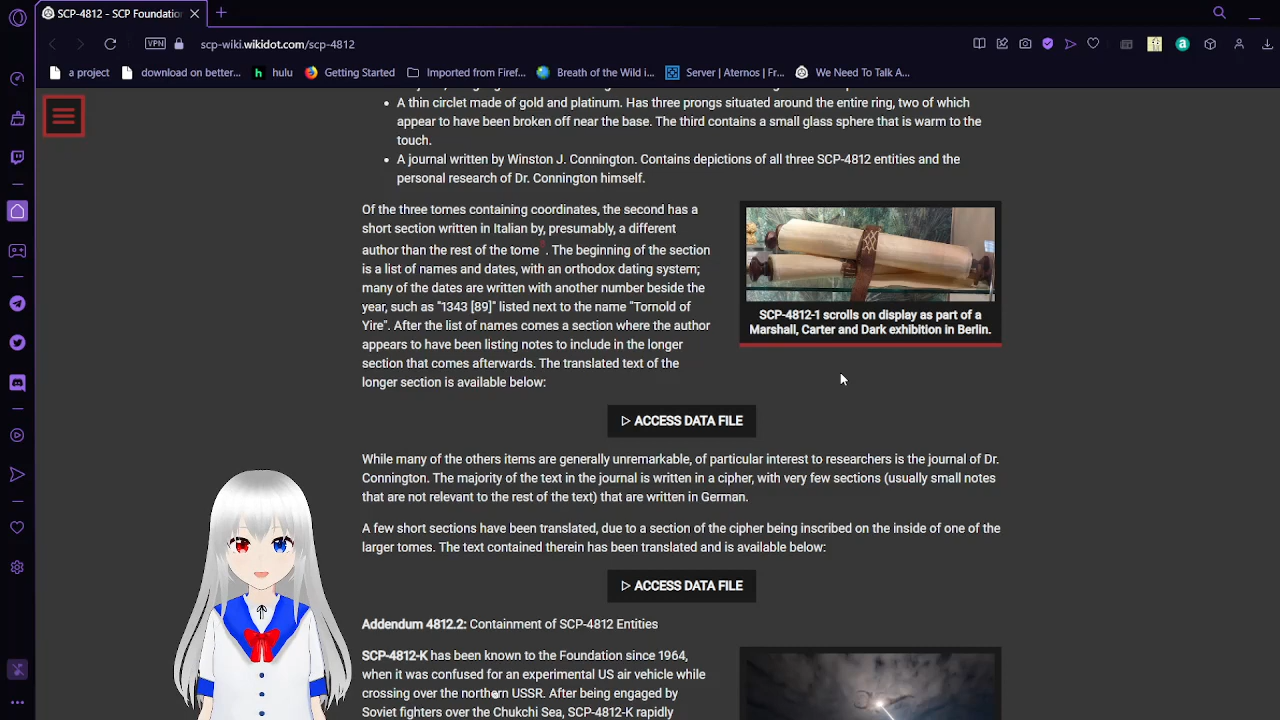 SCP-4812 - SCP Foundation
scp-wiki.wikidot.com/scp-4812
VPN
a project
download on better...
hulu
Getting Started
Imported from Firef...
Breath of the Wild i...
Server | Aternos | Fr...
We Need To Talk A...
A thin circlet made of gold and platinum. Has three prongs situated around the entire ring, two of which
appear to have been broken off near the base. The third contains a small glass sphere that is warm to the
touch.
A journal written by Winston J. Connington. Contains depictions of all three SCP-4812 entities and the
personal research of Dr. Connington himself.
Of the three tomes containing coordinates, the second has a
short section written in Italian by, presumably, a different
author than the rest of the tome . The beginning of the section
is a list of names and dates, with an orthodox dating system;
many of the dates are written with another number beside the
year, such as "1343 [89]" listed next to the name "Tornold of
Yire". After the list of names comes a section where the author
appears to have been listing notes to include in the longer
section that comes afterwards. The translated text of the
longer section is available below:
SCP-4812-1 scrolls on display as part of a
Marshall, Carter and Dark exhibition in Berlin.
▷ ACCESS DATA FILE
While many of the others items are generally unremarkable, of particular interest to researchers is the journal of Dr.
Connington. The majority of the text in the journal is written in a cipher, with very few sections (usually small notes
that are not relevant to the rest of the text) that are written in German.
A few short sections have been translated, due to a section of the cipher being inscribed on the inside of one of the
larger tomes. The text contained therein has been translated and is available below:
▷ ACCESS DATA FILE
Addendum 4812.2: Containment of SCP-4812 Entities
SCP-4812-K has been known to the Foundation since 1964,
when it was confused for an experimental US air vehicle while
crossing over the northern USSR. After being engaged by
Soviet fighters over the Chukchi Sea, SCP-4812-K rapidly